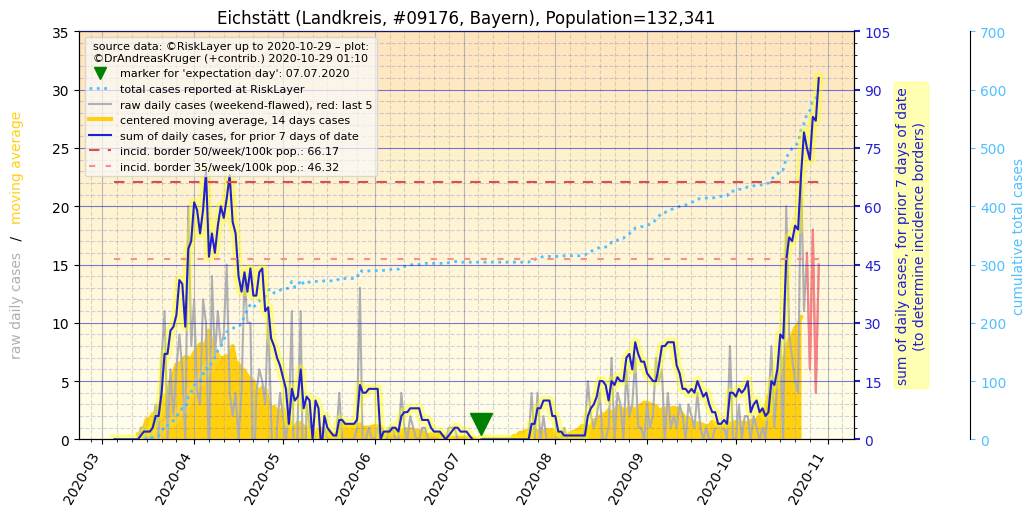 Eichstätt (Landkreis, #09176, Bayern), Population=132,341
source data: ©RiskLayer up to 2020-10-29 – plot:
©DrAndreasKruger (+contrib.) 2020-10-29 01:10
marker for 'expectation day': 07.07.2020
total cases reported at RiskLayer
raw daily cases (weekend-flawed), red: last 5
centered moving average, 14 days cases
sum of daily cases, for prior 7 days of date
incid. border 50/week/100k pop.: 66.17
incid. border 35/week/100k pop.: 46.32
raw daily cases / moving average
35
30
25
20
15
10
5
0
2020-03
2020-04
2020-05
2020-06
2020-07
2020-08
2020-09
2020-10
2020-11
105
90
75
60
45
30
15
0
sum of daily cases, for prior 7 days of date
(to determine incidence borders)
700
600
500
400
300
200
100
0
cumulative total cases